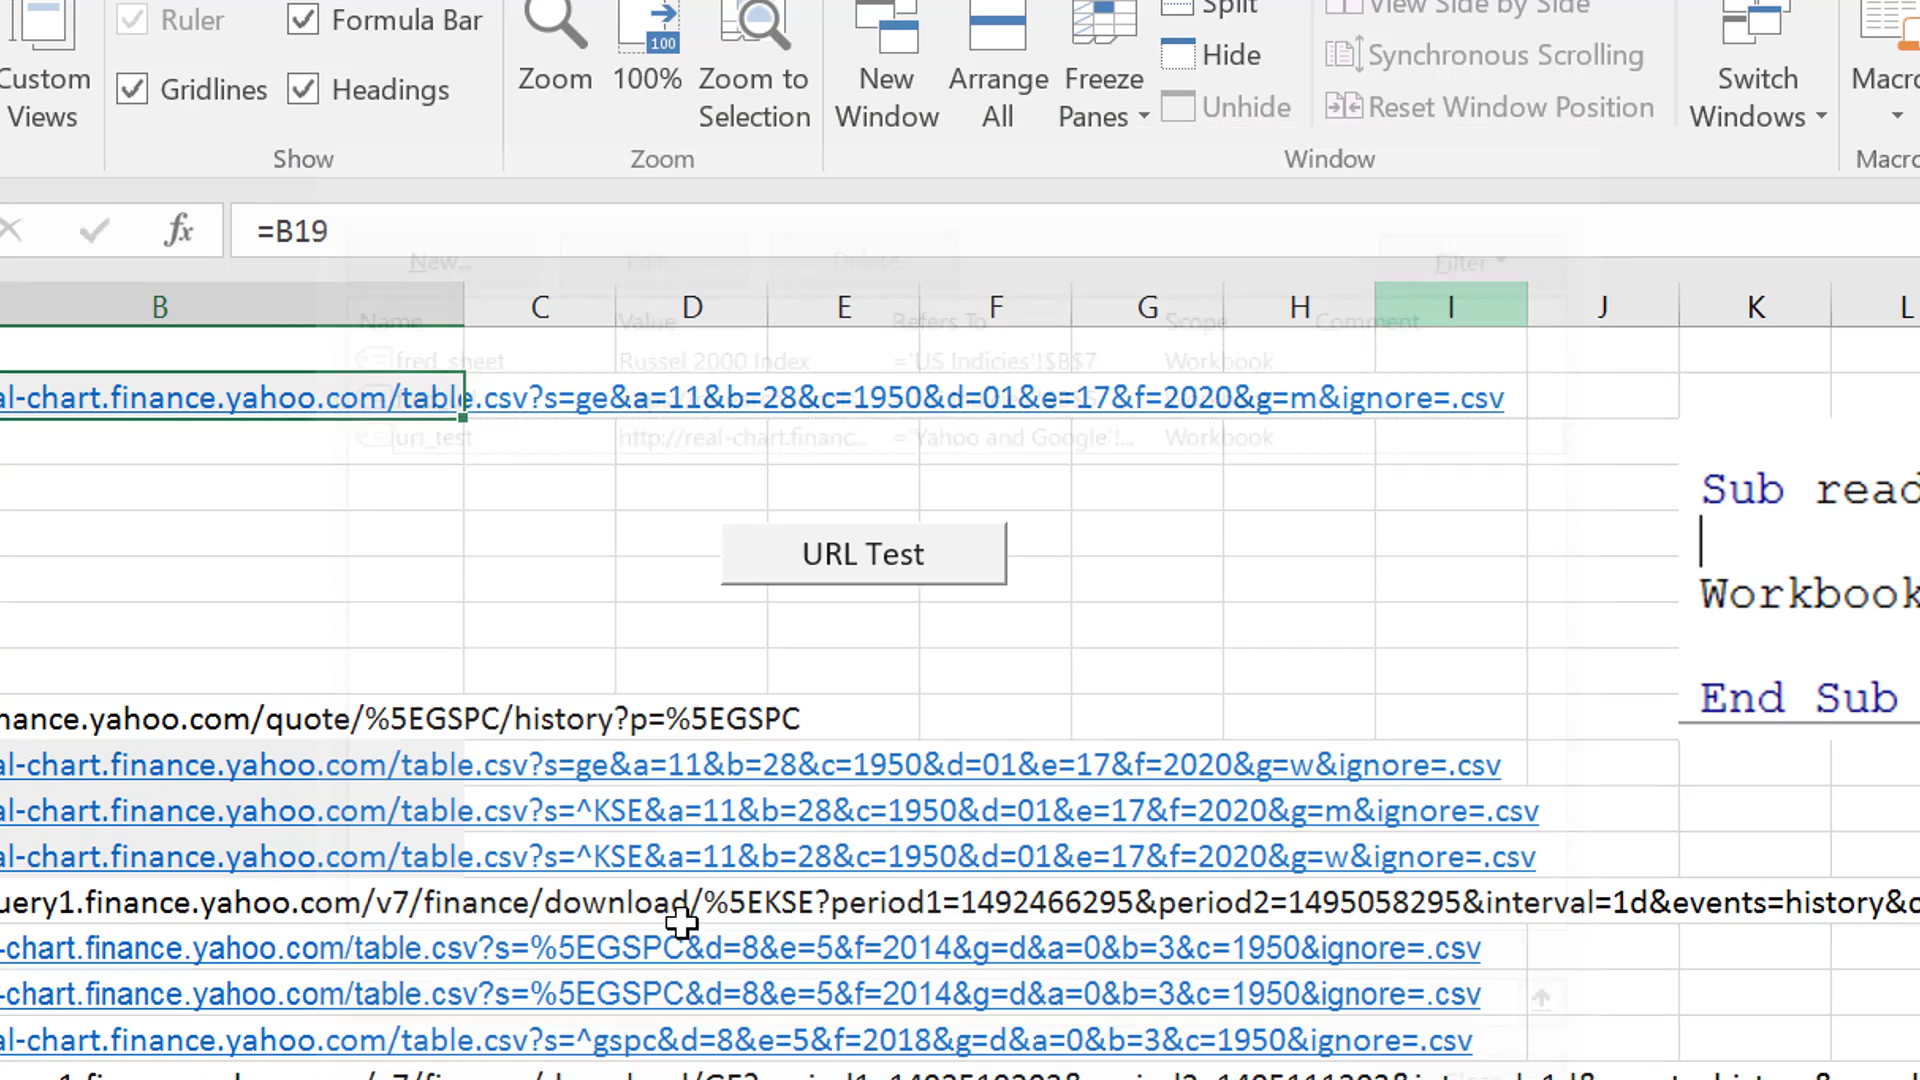 Ruler Formula Bar
Gridlines Headings
Custom Views
Show
Zoom 100% Zoom to Selection
Zoom
New Window Arrange All Freeze Panes
Split
Hide
Unhide
View Side by Side
Synchronous Scrolling
Reset Window Position
Window
Switch Windows
fx =B19
New... Delete Filter
B C D E F G H I J K L
Name Value Refers To Scope Comment
fred_sheet Russel 2000 Index ='US Indicies'!$B$7 Workbook
al-chart.finance.yahoo.com/table.csv?s=ge&a=11&b=28&c=1950&d=01&e=17&f=2020&g=m&ignore=.csv
url_test http://real-chart.financ... ='Yahoo and Google'!... Workbook
URL Test
Sub
End Sub
nance.yahoo.com/quote/%5EGSPC/history?p=%5EGSPC
al-chart.finance.yahoo.com/table.csv?s=ge&a=11&b=28&c=1950&d=01&e=17&f=2020&g=w&ignore=.csv
al-chart.finance.yahoo.com/table.csv?s=^KSE&a=11&b=28&c=1950&d=01&e=17&f=2020&g=m&ignore=.csv
al-chart.finance.yahoo.com/table.csv?s=^KSE&a=11&b=28&c=1950&d=01&e=17&f=2020&g=w&ignore=.csv
uery1.finance.yahoo.com/v7/finance/download/%5EKSE?period1=1492466295&period2=1495058295&interval=1d&events=history&c
-chart.finance.yahoo.com/table.csv?s=%5EGSPC&d=8&e=5&f=2014&g=d&a=0&b=3&c=1950&ignore=.csv
-chart.finance.yahoo.com/table.csv?s=%5EGSPC&d=8&e=5&f=2014&g=d&a=0&b=3&c=1950&ignore=.csv
-chart.finance.yahoo.com/table.csv?s=^gspc&d=8&e=5&f=2018&g=d&a=0&b=3&c=1950&ignore=.csv